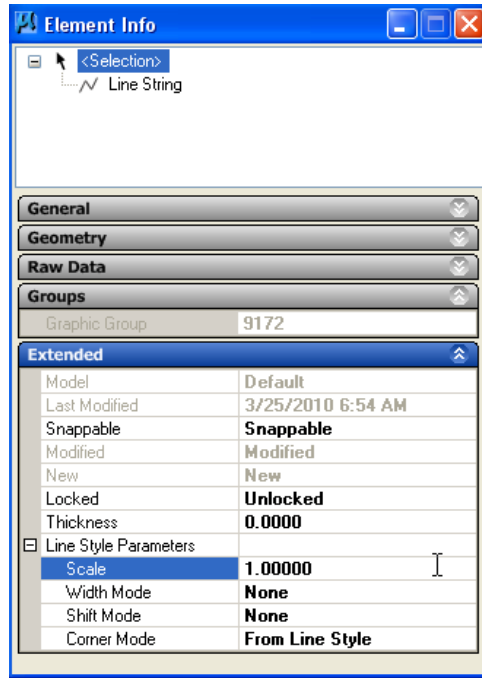 Element Info
<Selection>
Line String
General
Geometry
Raw Data
Groups
Graphic Group 9172
Extended
Model Default
Last Modified 3/25/2010 6:54 AM
Snappable Snappable
Modified Modified
New New
Locked Unlocked
Thickness 0.0000
Line Style Parameters
Scale 1.00000
Width Mode None
Shift Mode None
Corner Mode From Line Style